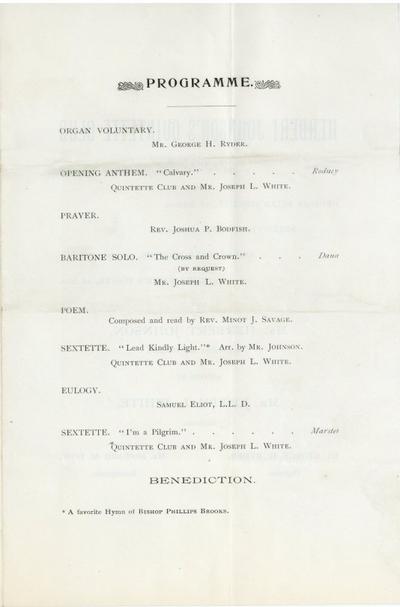 PROGRAMME.
ORGAN VOLUNTARY.
Mr. George H. Ryder.
OPENING ANTHEM. "Calvary." . . . . . Rodney
Quintette Club and Mr. Joseph L. White.
PRAYER.
Rev. Joshua P. Bodfish.
BARITONE SOLO. "The Cross and Crown." . . . Dana
(BY REQUEST)
Mr. Joseph L. White.
POEM.
Composed and read by Rev. Minot J. Savage.
SEXTETTE. "Lead Kindly Light."* Arr. by Mr. Johnson.
Quintette Club and Mr. Joseph L. White.
EULOGY.
Samuel Eliot, L.L. D.
SEXTETTE. "I'm a Pilgrim." . . . . . . Marston
Quintette Club and Mr. Joseph L. White.
BENEDICTION.
* A favorite Hymn of Bishop Phillips Brooks.